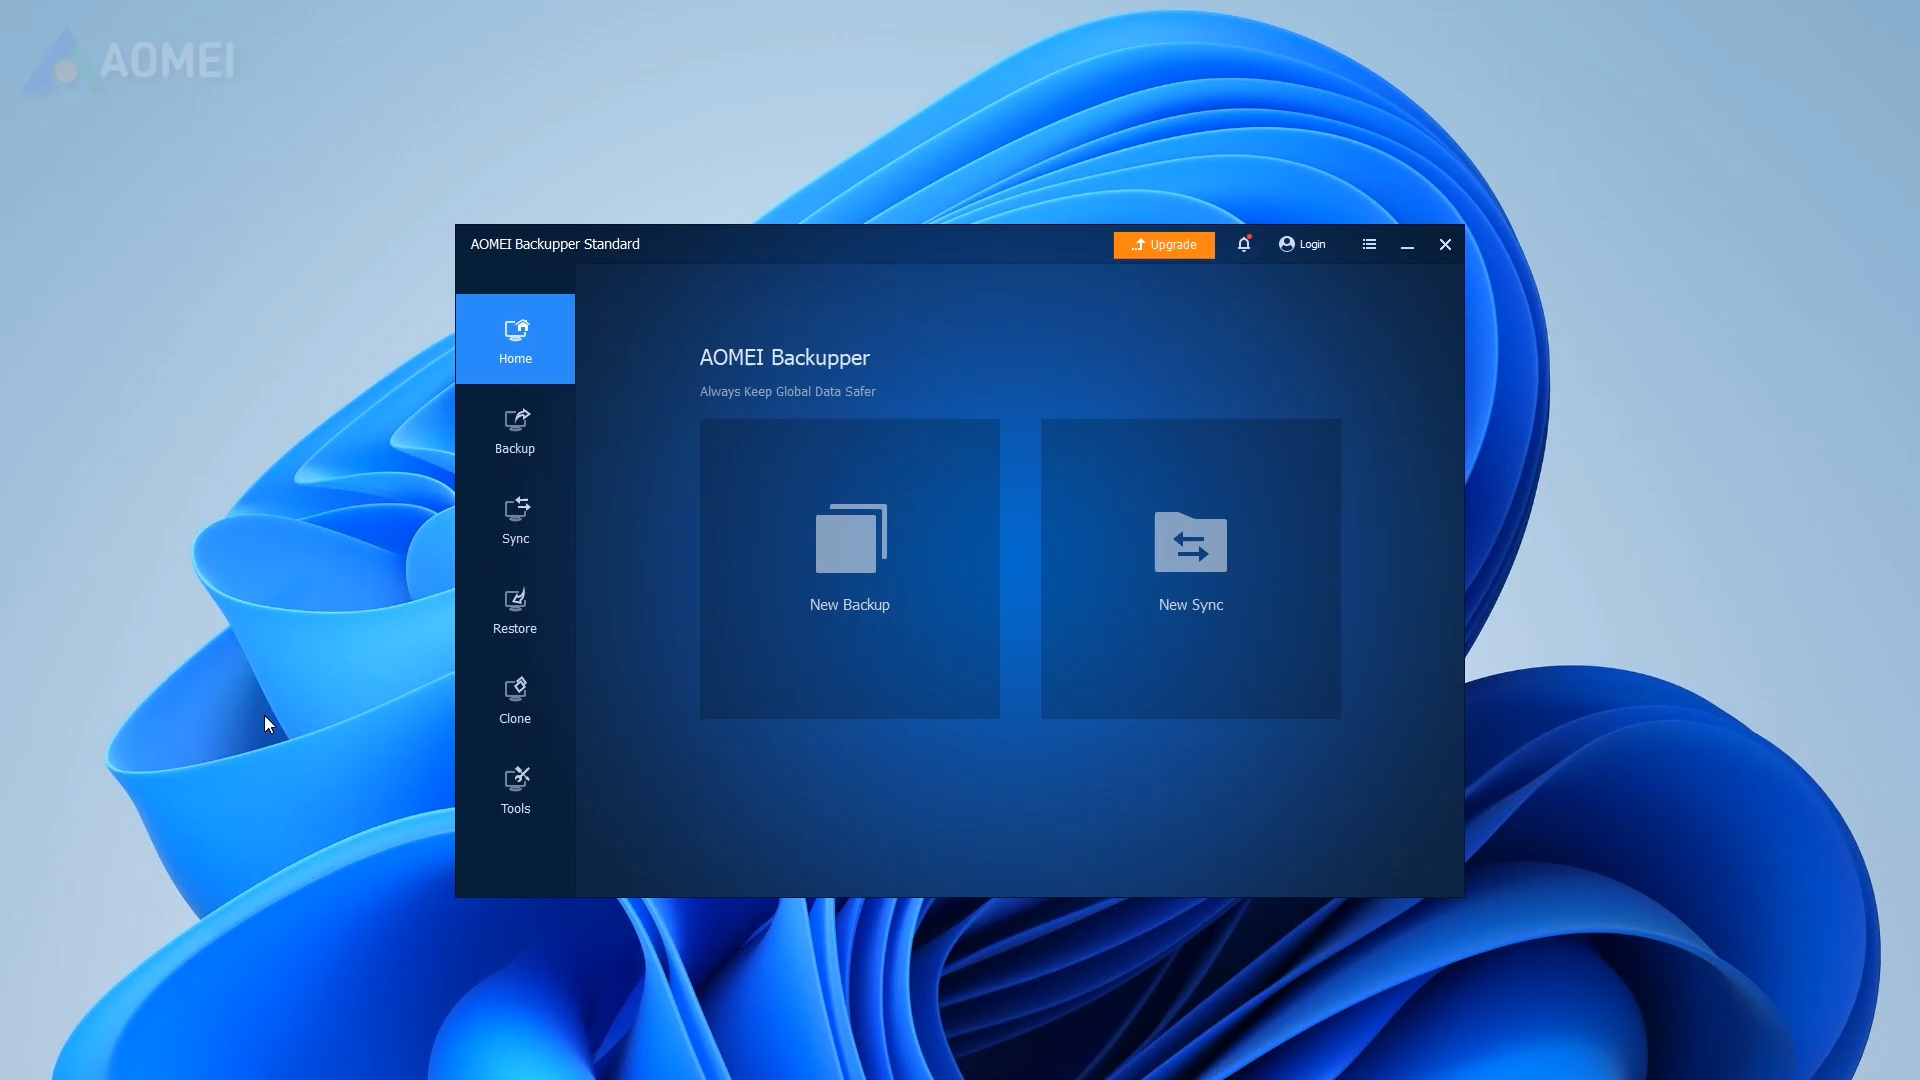 AOMEI
AOMEI Backupper Standard
Upgrade
Login
Home
Backup
Sync
Restore
Clone
Tools
AOMEI Backupper
Always Keep Global Data Safer
New Backup
New Sync